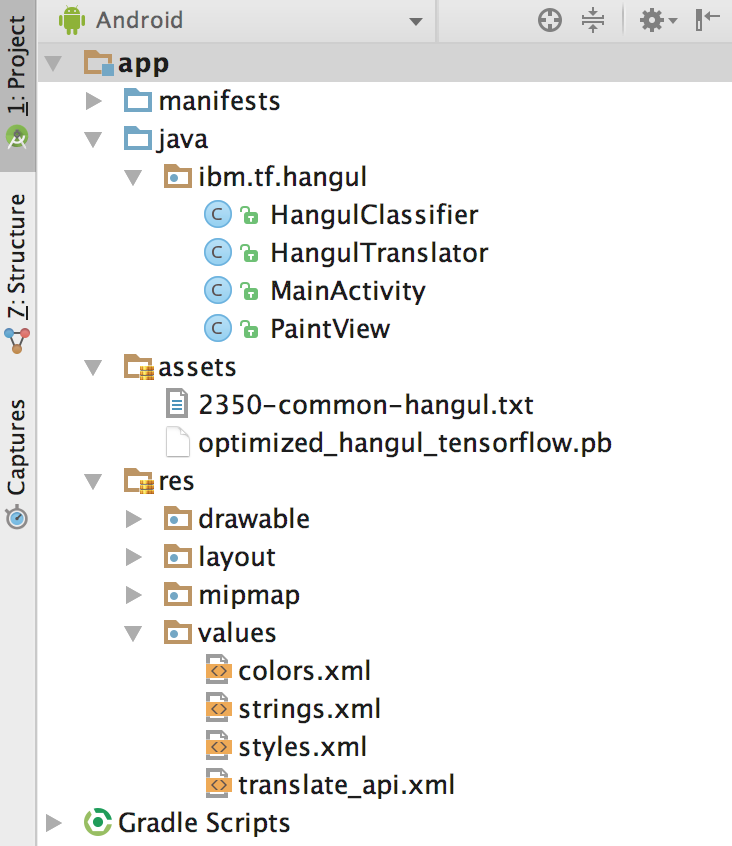 Android
1: Project
7: Structure
Captures
app
manifests
java
ibm.tf.hangul
C HangulClassifier
C HangulTranslator
C MainActivity
C PaintView
assets
2350-common-hangul.txt
optimized_hangul_tensorflow.pb
res
drawable
layout
mipmap
values
colors.xml
strings.xml
styles.xml
translate_api.xml
Gradle Scripts